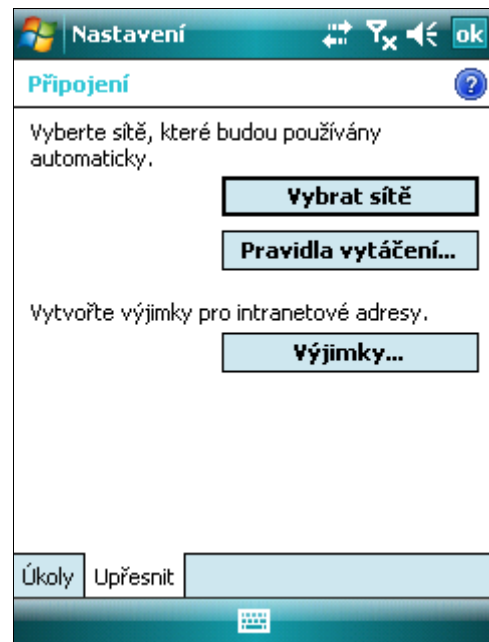 Nastavení
ok
Připojení
?
Vyberte sítě, které budou používány
automaticky.
Vybrat sítě
Pravidla vytáčení...
Vytvořte výjimky pro intranetové adresy.
Výjimky...
Úkoly
Upřesnit